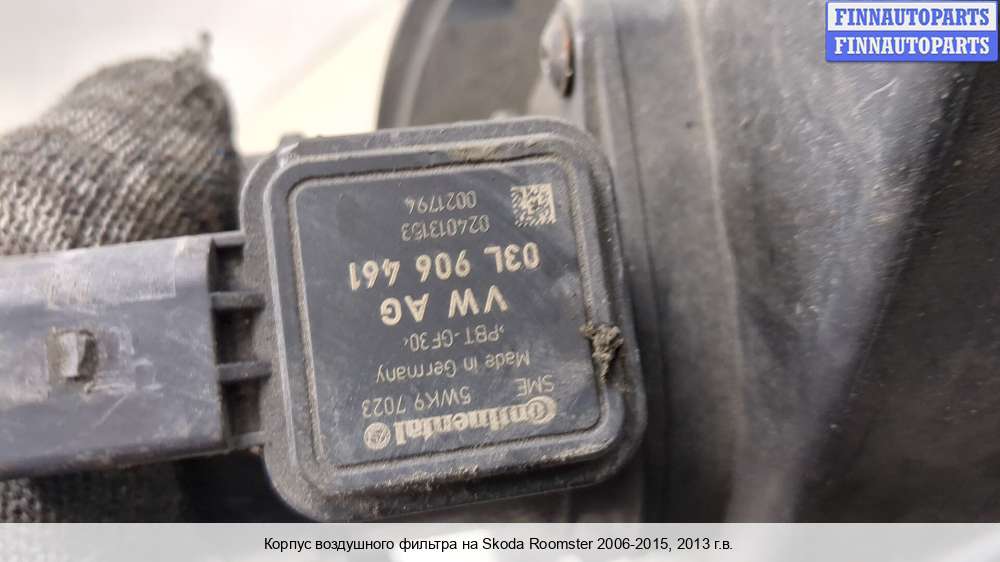 FINNAUTOPARTS
FINNAUTOPARTS
Continental
SME
5WK9 7023
Made in Germany
›PBT-GF30‹
VW AG
03L 906 461
024013153
0021794
Корпус воздушного фильтра на Skoda Roomster 2006-2015, 2013 г.в.